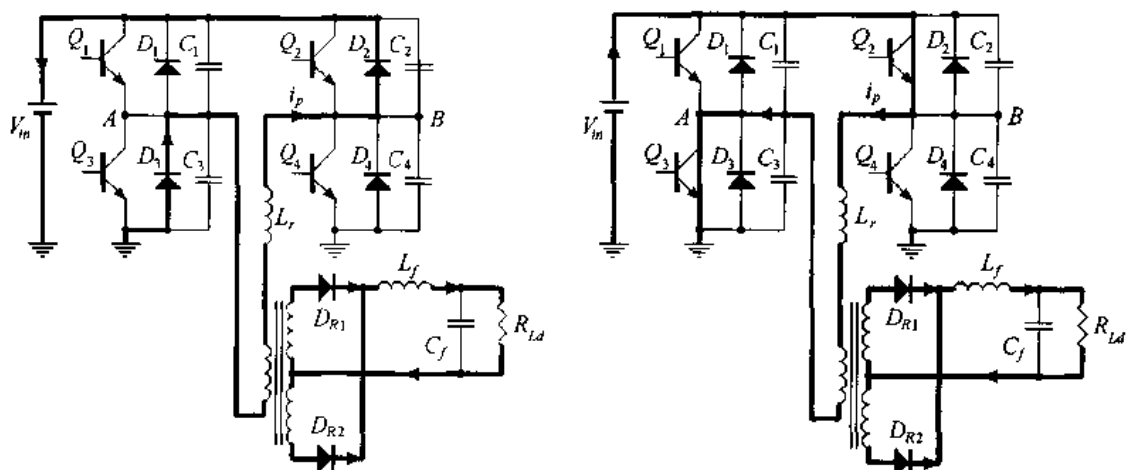 Q1 D1 C1 Q2 D2 C2
Vin A ip B
Q3 D3 C3 Q4 D4 C4
Lr
Lf
DR1
Cf RLd
DR2
Q1 D1 C1 Q2 D2 C2
Vin A ip B
Q3 D3 C3 Q4 D4 C4
Lr
Lf
DR1
Cf RLd
DR2